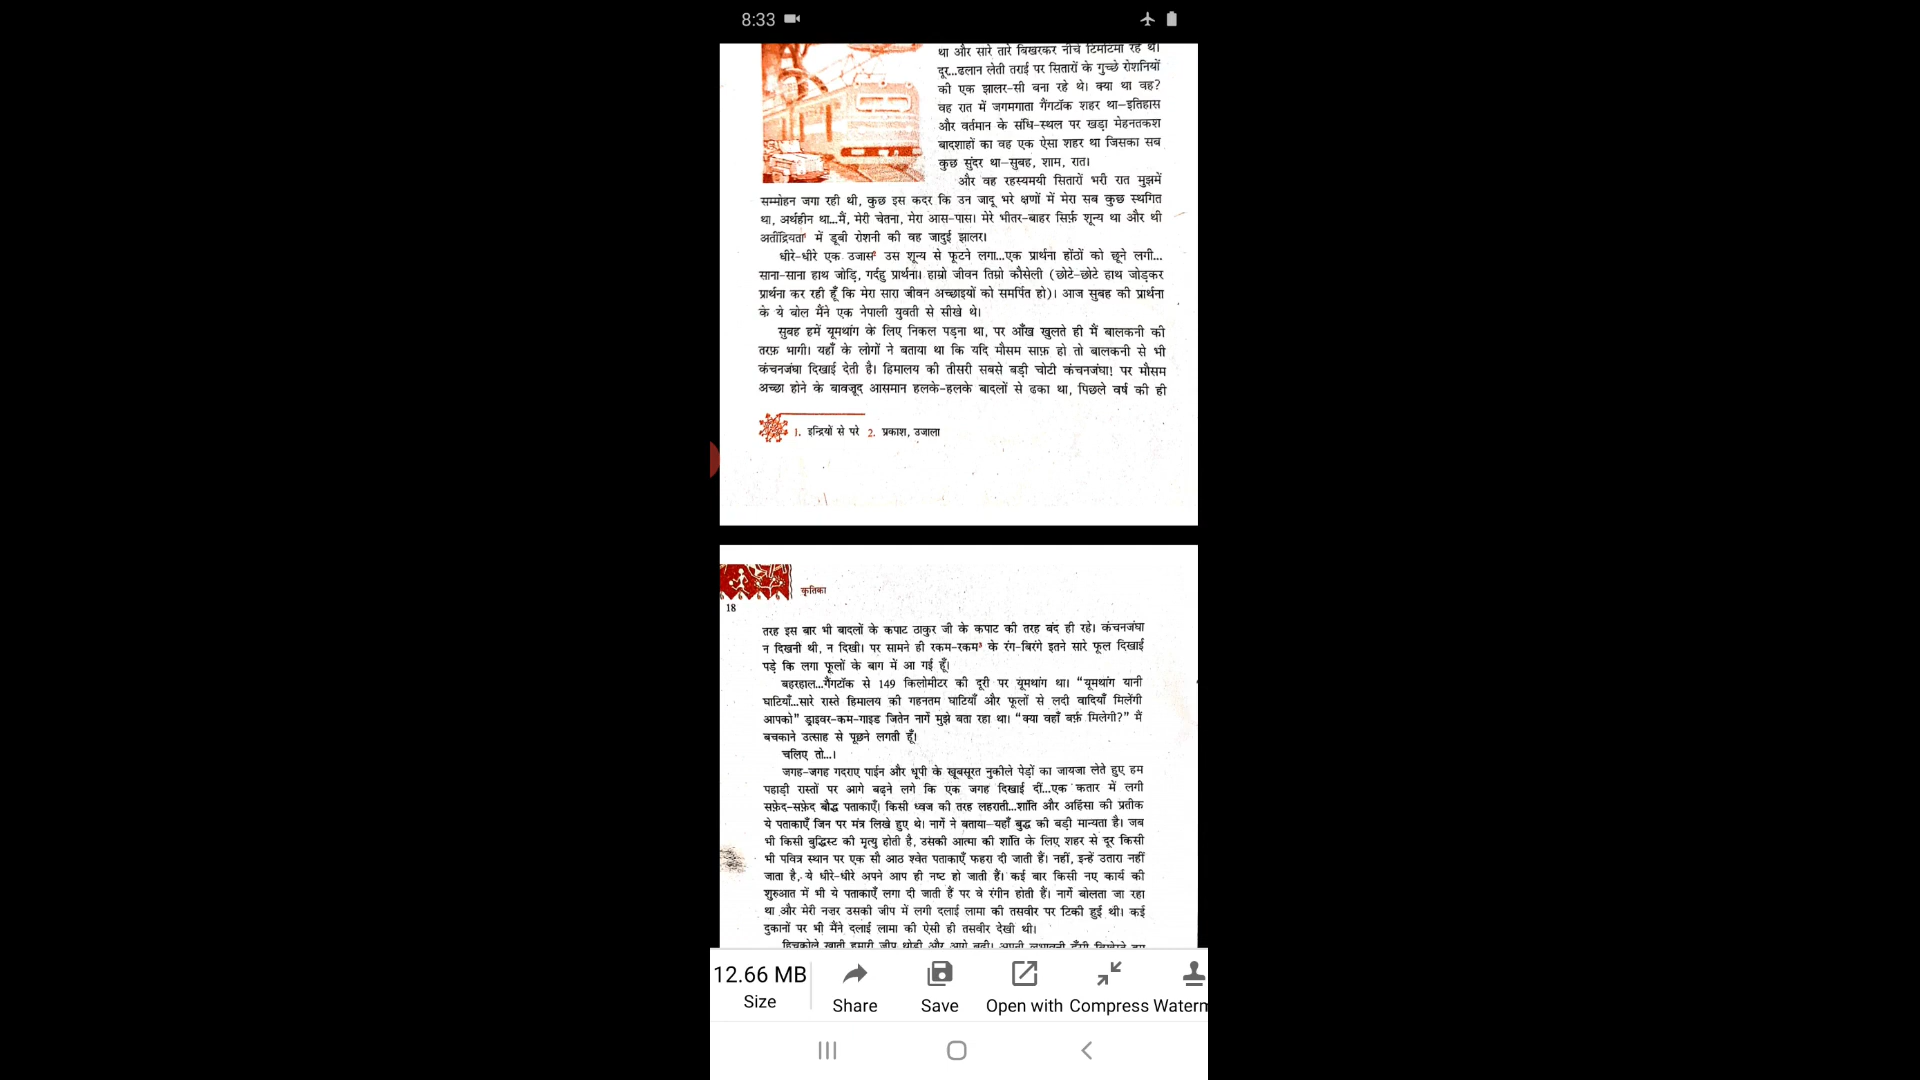 8:33
था और सारे तारे बिखरकर नीचे टिमटिमा रहे थे।
दूर...ढलान लेती तराई पर सितारों के गुच्छे रोशनियों
की एक झालर-सी बना रहे थे। क्या था वह?
वह रात में जगमगाता गैंगटॉक शहर था—इतिहास
और वर्तमान के संधि-स्थल पर खड़ा मेहनतकश
बादशाहों का वह एक ऐसा शहर था जिसका सब
कुछ सुंदर था—सुबह, शाम, रात।
और वह रहस्यमयी सितारों भरी रात मुझमें
सम्मोहन जगा रही थी, कुछ इस कदर कि उन जादू भरे क्षणों में मेरा सब कुछ स्थगित
था, अर्थहीन था...मैं, मेरी चेतना, मेरा आस-पास। मेरे भीतर-बाहर सिर्फ़ शून्य था और थी
अतींद्रियता¹ में डूबी रोशनी की वह जादुई झालर।
धीरे-धीरे एक उजास² उस शून्य से फूटने लगा...एक प्रार्थना होंठों को छूने लगी...
साना-साना हाथ जोड़ि, गर्दहु प्रार्थना। हाम्रो जीवन तिम्रो कौसेली (छोटे-छोटे हाथ जोड़कर
प्रार्थना कर रही हूँ कि मेरा सारा जीवन अच्छाइयों को समर्पित हो)। आज सुबह की प्रार्थना
के ये बोल मैंने एक नेपाली युवती से सीखे थे।
सुबह हमें यूमथांग के लिए निकल पड़ना था, पर आँख खुलते ही मैं बालकनी की
तरफ़ भागी। यहाँ के लोगों ने बताया था कि यदि मौसम साफ़ हो तो बालकनी से भी
कंचनजंघा दिखाई देती है। हिमालय की तीसरी सबसे बड़ी चोटी कंचनजंघा! पर मौसम
अच्छा होने के बावजूद आसमान हलके-हलके बादलों से ढका था, पिछले वर्ष की ही
1. इन्द्रियों से परे 2. प्रकाश, उजाला
कृतिका
18
तरह इस बार भी बादलों के कपाट ठाकुर जी के कपाट की तरह बंद ही रहे। कंचनजंघा
न दिखनी थी, न दिखी। पर सामने ही रकम-रकम³ के रंग-बिरंगे इतने सारे फूल दिखाई
पड़े कि लगा फूलों के बाग में आ गई हूँ।
बहरहाल...गैंगटॉक से 149 किलोमीटर की दूरी पर यूमथांग था। “यूमथांग यानी
घाटियाँ...सारे रास्ते हिमालय की गहनतम घाटियाँ और फूलों से लदी वादियाँ मिलेंगी
आपको” ड्राइवर-कम-गाइड जितेन नार्गे मुझे बता रहा था। “क्या वहाँ बर्फ़ मिलेगी?” मैं
बचकाने उत्साह से पूछने लगती हूँ।
चलिए तो...।
जगह-जगह गदराए पाईन और धूपी के खूबसूरत नुकीले पेड़ों का जायजा लेते हुए हम
पहाड़ी रास्तों पर आगे बढ़ने लगे कि एक जगह दिखाई दीं...एक कतार में लगी
सफ़ेद-सफ़ेद बौद्ध पताकाएँ। किसी ध्वज की तरह लहराती...शांति और अहिंसा की प्रतीक
ये पताकाएँ जिन पर मंत्र लिखे हुए थे। नार्गे ने बताया—यहाँ बुद्ध की बड़ी मान्यता है। जब
भी किसी बुद्धिस्ट की मृत्यु होती है, उसकी आत्मा की शांति के लिए शहर से दूर किसी
भी पवित्र स्थान पर एक सौ आठ श्वेत पताकाएँ फहरा दी जाती हैं। नहीं, इन्हें उतारा नहीं
जाता है, ये धीरे-धीरे अपने आप ही नष्ट हो जाती हैं। कई बार किसी नए कार्य की
शुरुआत में भी ये पताकाएँ लगा दी जाती हैं पर वे रंगीन होती हैं। नार्गे बोलता जा रहा
था और मेरी नज़र उसकी जीप में लगी दलाई लामा की तसवीर पर टिकी हुई थी। कई
दुकानों पर भी मैंने दलाई लामा की ऐसी ही तसवीर देखी थी।
हिचकोले खाती हमारी जीप थोड़ी और आगे बढ़ी।
12.66 MB
Size
Share
Save
Open with
Compress
Waterm